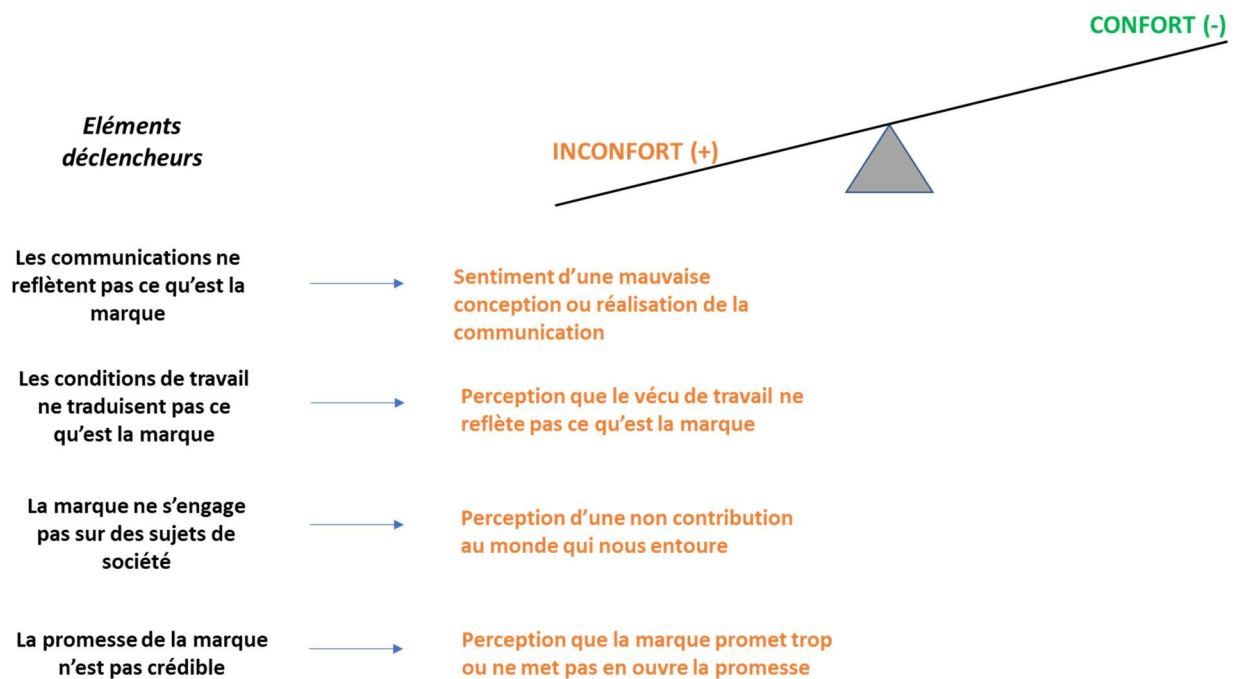 CONFORT (-)
Eléments
déclencheurs
INCONFORT (+)
Les communications ne
reflètent pas ce qu'est la
marque
Sentiment d'une mauvaise
conception ou réalisation de la
communication
Les conditions de travail
ne traduisent pas ce
qu'est la marque
Perception que le vécu de travail ne
reflète pas ce qu'est la marque
La marque ne s'engage
pas sur des sujets de
société
Perception d'une non contribution
au monde qui nous entoure
La promesse de la marque
n'est pas crédible
Perception que la marque promet trop
ou ne met pas en ouvre la promesse